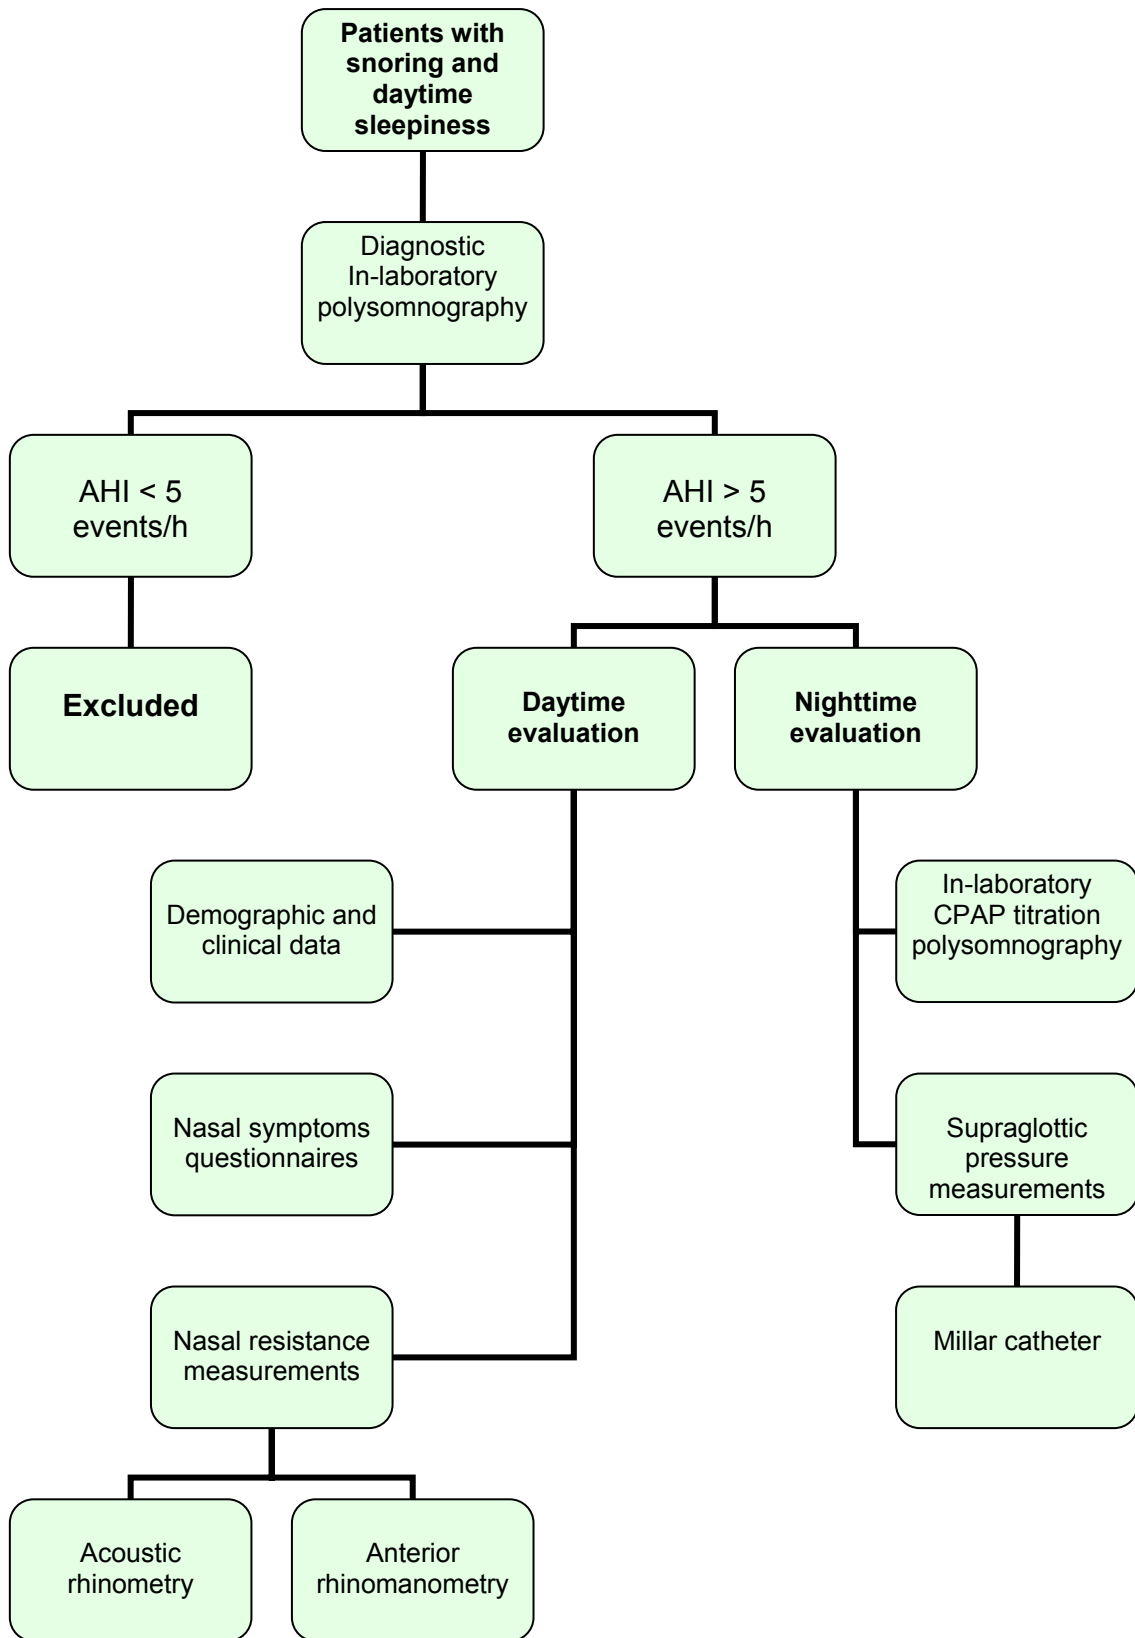 Patients with
snoring and
daytime
sleepiness
Diagnostic
In-laboratory
polysomnography
AHI < 5
events/h
AHI > 5
events/h
Excluded
Daytime
evaluation
Nighttime
evaluation
Demographic and
clinical data
In-laboratory
CPAP titration
polysomnography
Nasal symptoms
questionnaires
Supraglottic
pressure
measurements
Nasal resistance
measurements
Millar catheter
Acoustic
rhinometry
Anterior
rhinomanometry